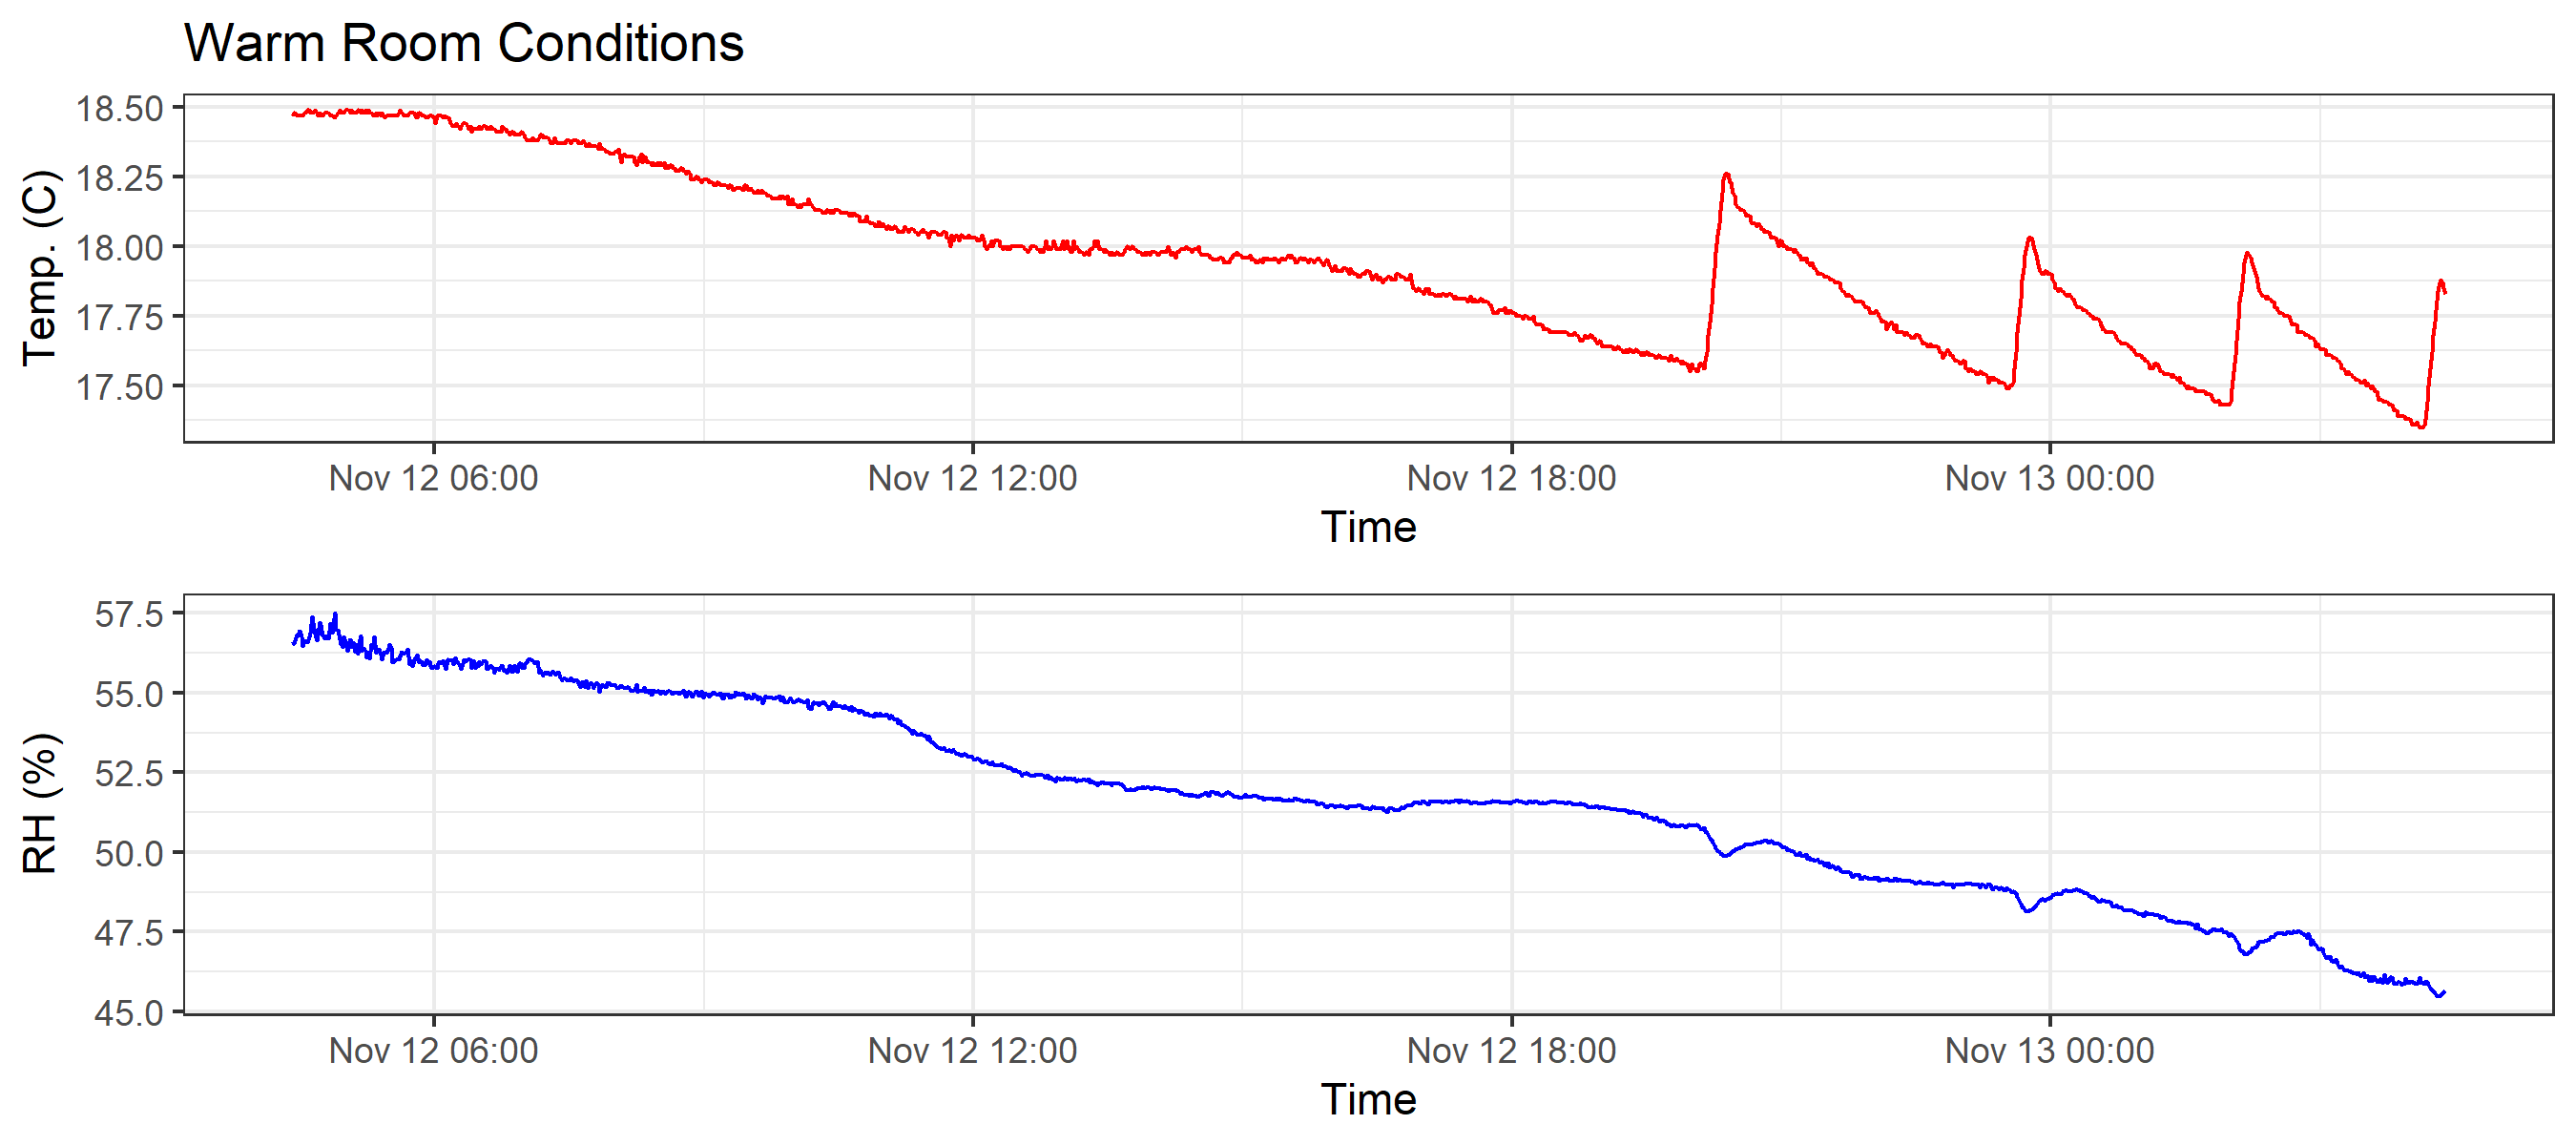 Warm Room Conditions
Temp. (C)
18.50
18.25
18.00
17.75
17.50
Nov 12 06:00 Nov 12 12:00 Nov 12 18:00 Nov 13 00:00
Time
RH (%)
57.5
55.0
52.5
50.0
47.5
45.0
Nov 12 06:00 Nov 12 12:00 Nov 12 18:00 Nov 13 00:00
Time